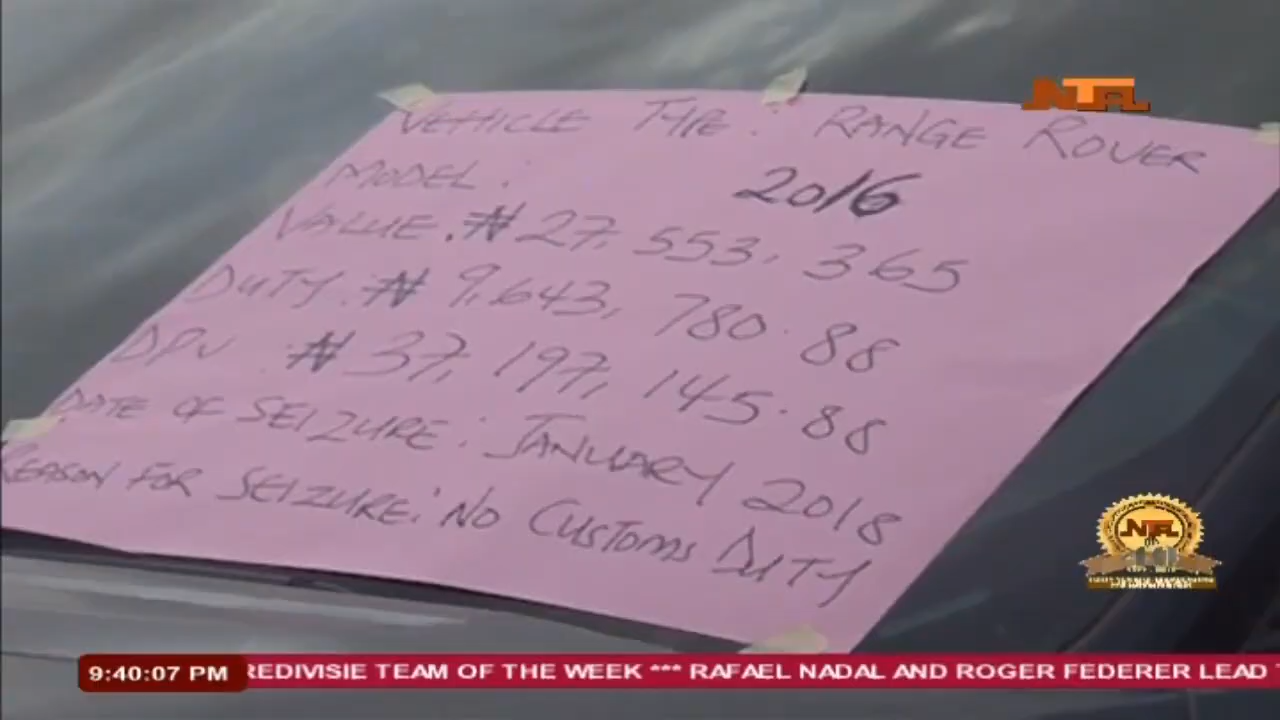 NTA
VEHICLE TYPE: RANGE ROVER
MODEL: 2016
VALUE. ₦ 27, 553, 365
DUTY. ₦ 9,643, 780.88
DPV ₦ 37, 197, 145.88
DATE OF SEIZURE: JANUARY 2018
REASON FOR SEIZURE: NO CUSTOMS DUTY
NTA
9:40:07 PM REDIVISIE TEAM OF THE WEEK *** RAFAEL NADAL AND ROGER FEDERER LEAD